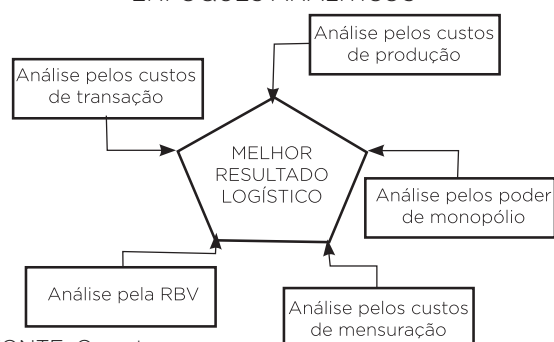 Análise pelos custos
de produção
Análise pelos custos
de transação
MELHOR
RESULTADO
LOGÍSTICO
Análise pelos poder
de monopólio
Análise pela RBV
Análise pelos custos
de mensuração